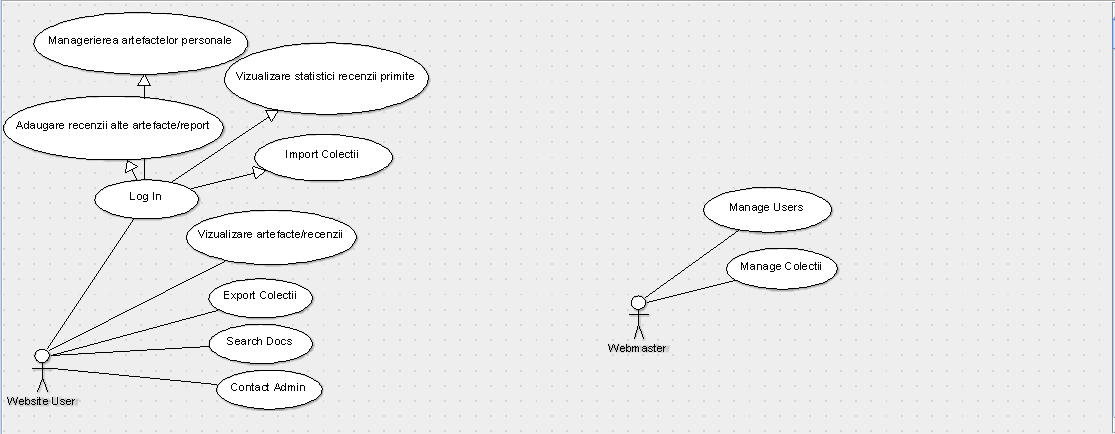 Managerierea artefactelor personale
Vizualizare statistici recenzii primite
Adaugare recenzii alte artefacte/report
Import Colectii
Log In
Vizualizare artefacte/recenzii
Export Colectii
Search Docs
Contact Admin
Website User
Manage Users
Manage Colectii
Webmaster